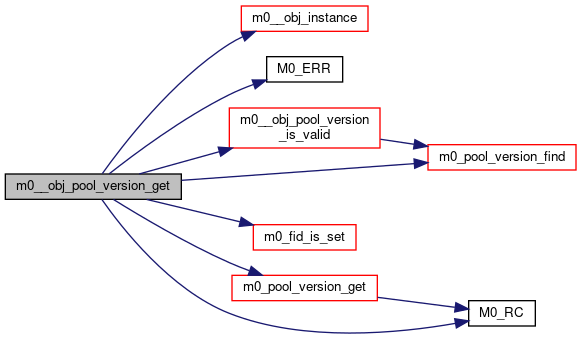 m0__obj_instance
M0_ERR
m0__obj_pool_version
_is_valid
m0_pool_version_find
m0__obj_pool_version_get
m0_fid_is_set
m0_pool_version_get
M0_RC